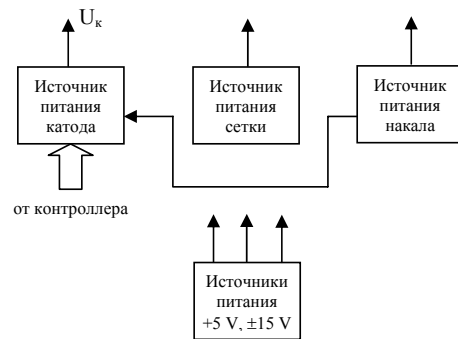 Uк
Источник
питания
катода
Источник
питания
сетки
Источник
питания
накала
от контроллера
Источники
питания
+5 V, ±15 V